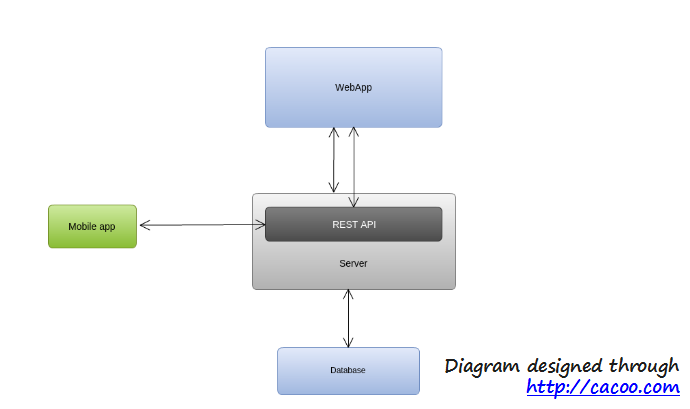 WebApp
Mobile app
REST API
Server
Database
Diagram designed through
http://cacoo.com